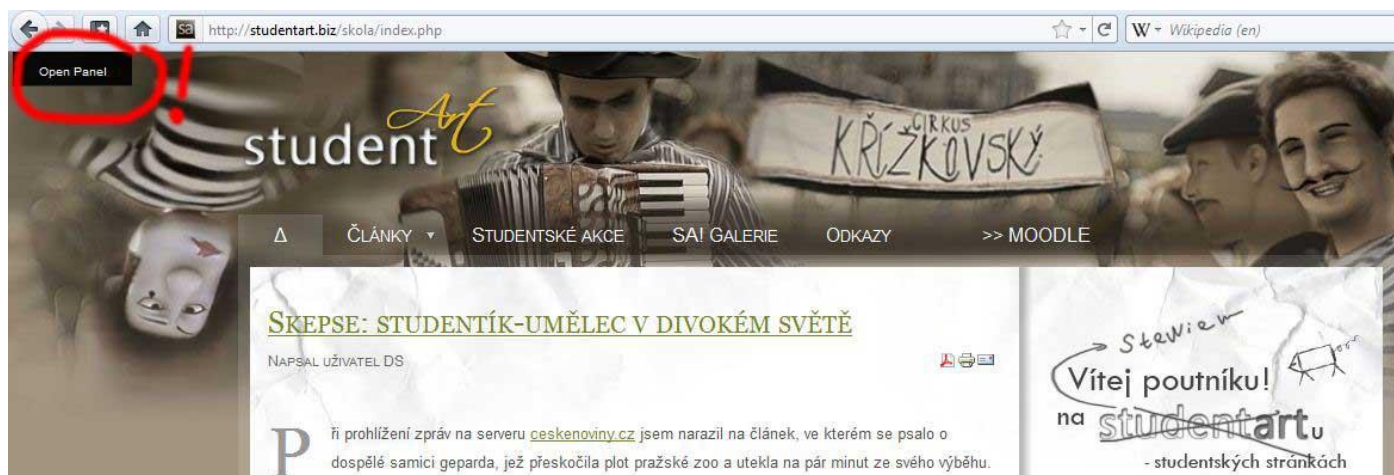 http://studentart.biz/skola/index.php
W Wikipedia (en)
sa
Open Panel
!
student Art
CIRKUS
KŘÍŽKOVSKÝ
Δ ČLÁNKY STUDENTSKÉ AKCE SA! GALERIE ODKAZY >> MOODLE
SKEPSE: STUDENTÍK-UMĚLEC V DIVOKÉM SVĚTĚ
NAPSAL UŽIVATEL DS
Při prohlížení zpráv na serveru ceskenoviny.cz jsem narazil na článek, ve kterém se psalo o
dospělé samici geparda, jež přeskočila plot pražské zoo a utekla na pár minut ze svého výběhu.
Vítej poutníku!
na studentartu
- studentských stránkách